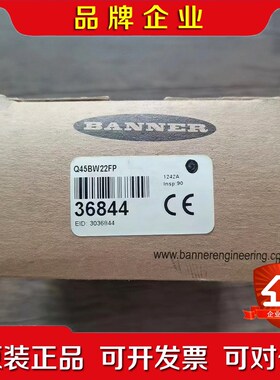 品 牌 企 业
BANNER
Q45BW22FP
1242A
Insp 90
36844
CE
EID: 3036844
www.bannerengineering.c
企业
原装正品 可开发票 可对